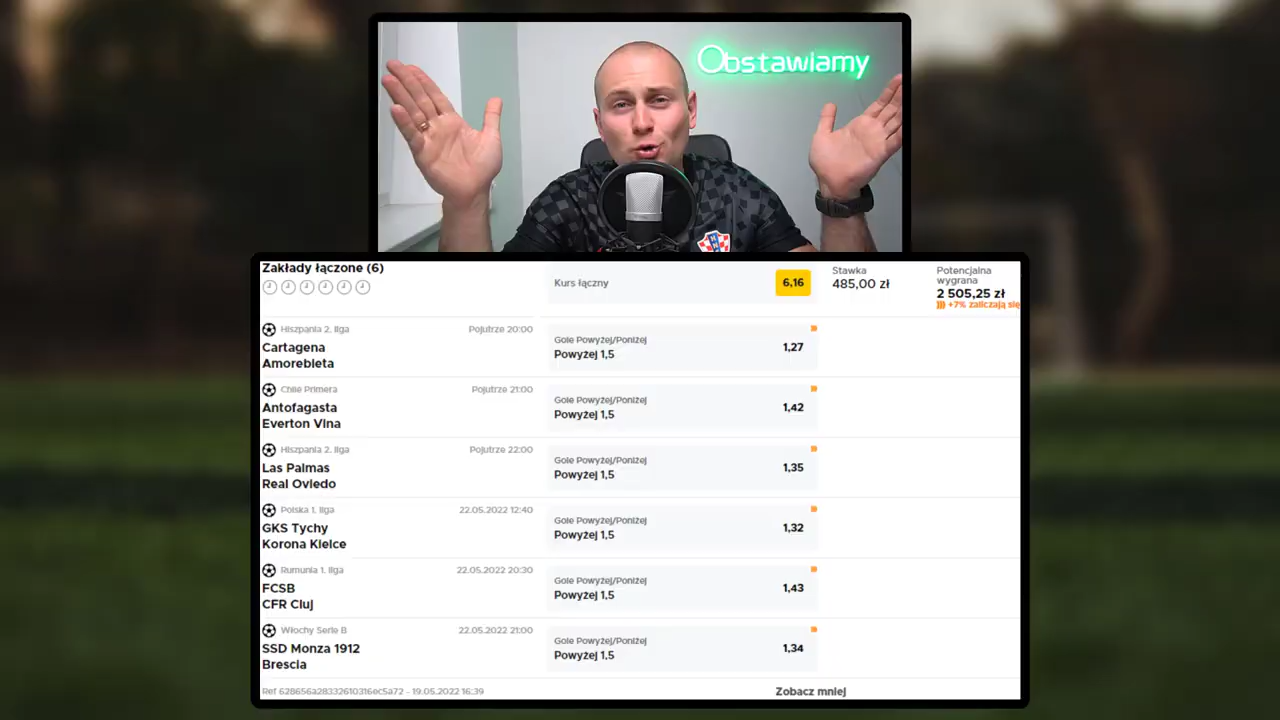 Obstawiamy
Zakłady łączone (6)
Kurs łączny
6,16
Stawka
485,00 zł
Potencjalna
wygrana
2 505,25 zł
+7% zaliczają się
Hiszpania 2. liga
Pojutrze 20:00
Cartagena
Amorebieta
Gole Powyżej/Poniżej
Powyżej 1,5
1,27
Chile Primera
Pojutrze 21:00
Antofagasta
Everton Vina
Gole Powyżej/Poniżej
Powyżej 1,5
1,42
Hiszpania 2. liga
Pojutrze 22:00
Las Palmas
Real Oviedo
Gole Powyżej/Poniżej
Powyżej 1,5
1,35
Polska 1. liga
22.05.2022 12:40
GKS Tychy
Korona Kielce
Gole Powyżej/Poniżej
Powyżej 1,5
1,32
Rumunia 1. liga
22.05.2022 20:30
FCSB
CFR Cluj
Gole Powyżej/Poniżej
Powyżej 1,5
1,43
Włochy Serie B
22.05.2022 21:00
SSD Monza 1912
Brescia
Gole Powyżej/Poniżej
Powyżej 1,5
1,34
Ref 628656a28332610316ec5a72 - 19.05.2022 16:39
Zobacz mniej